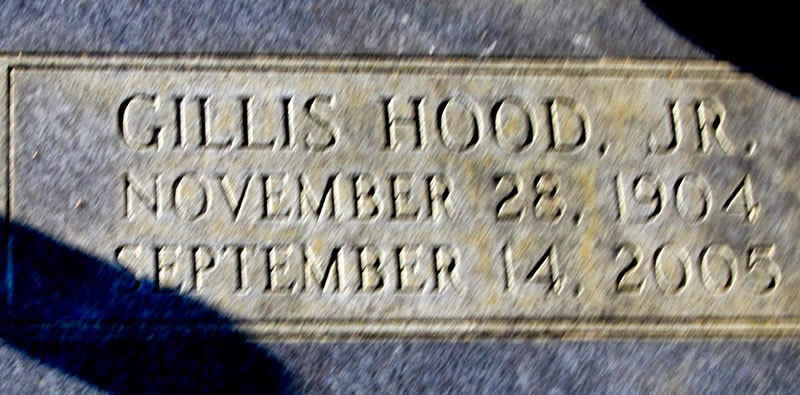 GILLIS HOOD, JR.
NOVEMBER 28, 1904
SEPTEMBER 14, 2005